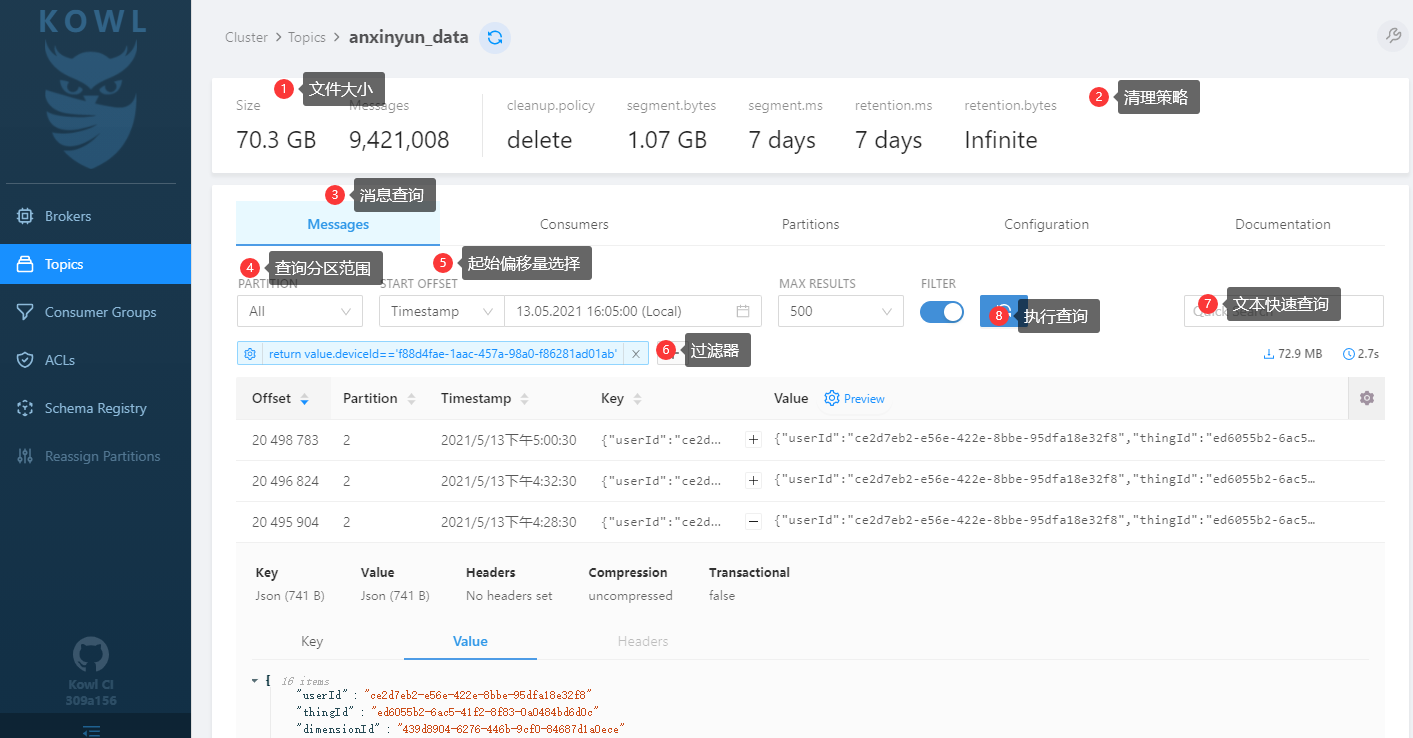 KOWL
Cluster > Topics > anxinyun_data
1 文件大小
2 清理策略
Size Messages cleanup.policy segment.bytes segment.ms retention.ms retention.bytes
70.3 GB 9,421,008 delete 1.07 GB 7 days 7 days Infinite
3 消息查询
Brokers
Topics
Consumer Groups
ACLs
Schema Registry
Reassign Partitions
Messages Consumers Partitions Configuration Documentation
4 查询分区范围
5 起始偏移量选择
PARTITION START OFFSET MAX RESULTS FILTER
All Timestamp 13.05.2021 16:05:00 (Local) 500
8 执行查询
7 文本快速查询
Quick Search
return value.deviceId=='f88d4fae-1aac-457a-98a0-f86281ad01ab' ×
6 过滤器
72.9 MB 2.7s
Offset Partition Timestamp Key Value Preview
20 498 783 2 2021/5/13下午5:00:30 {"userId":"ce2d... + {"userId":"ce2d7eb2-e56e-422e-8bbe-95dfa18e32f8","thingId":"ed6055b2-6ac5...
20 496 824 2 2021/5/13下午4:32:30 {"userId":"ce2d... + {"userId":"ce2d7eb2-e56e-422e-8bbe-95dfa18e32f8","thingId":"ed6055b2-6ac5...
20 495 904 2 2021/5/13下午4:28:30 {"userId":"ce2d... − {"userId":"ce2d7eb2-e56e-422e-8bbe-95dfa18e32f8","thingId":"ed6055b2-6ac5...
Key Value Headers Compression Transactional
Json (741 B) Json (741 B) No headers set uncompressed false
Key Value Headers
{ 16 items
"userId" : "ce2d7eb2-e56e-422e-8bbe-95dfa18e32f8"
"thingId" : "ed6055b2-6ac5-41f2-8f83-0a0484bd6d0c"
"dimensionId" : "439d8904-6276-446b-9cf0-84687d1a0ece"
Kowl CI
309a156